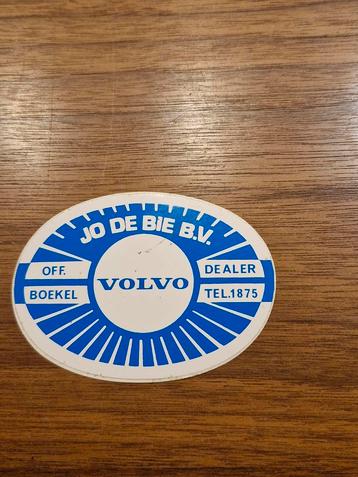 JO DE BIE B.V.
OFF. DEALER
VOLVO
BOEKEL TEL.1875